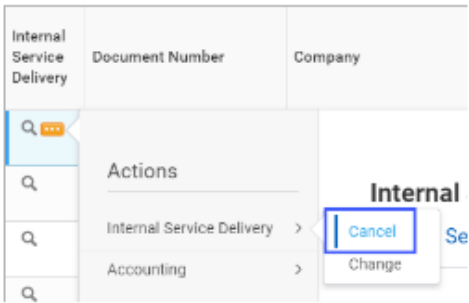 Internal
Service
Delivery
Document Number
Company
Actions
Internal
Internal Service Delivery
Cancel
Se
Accounting
Change